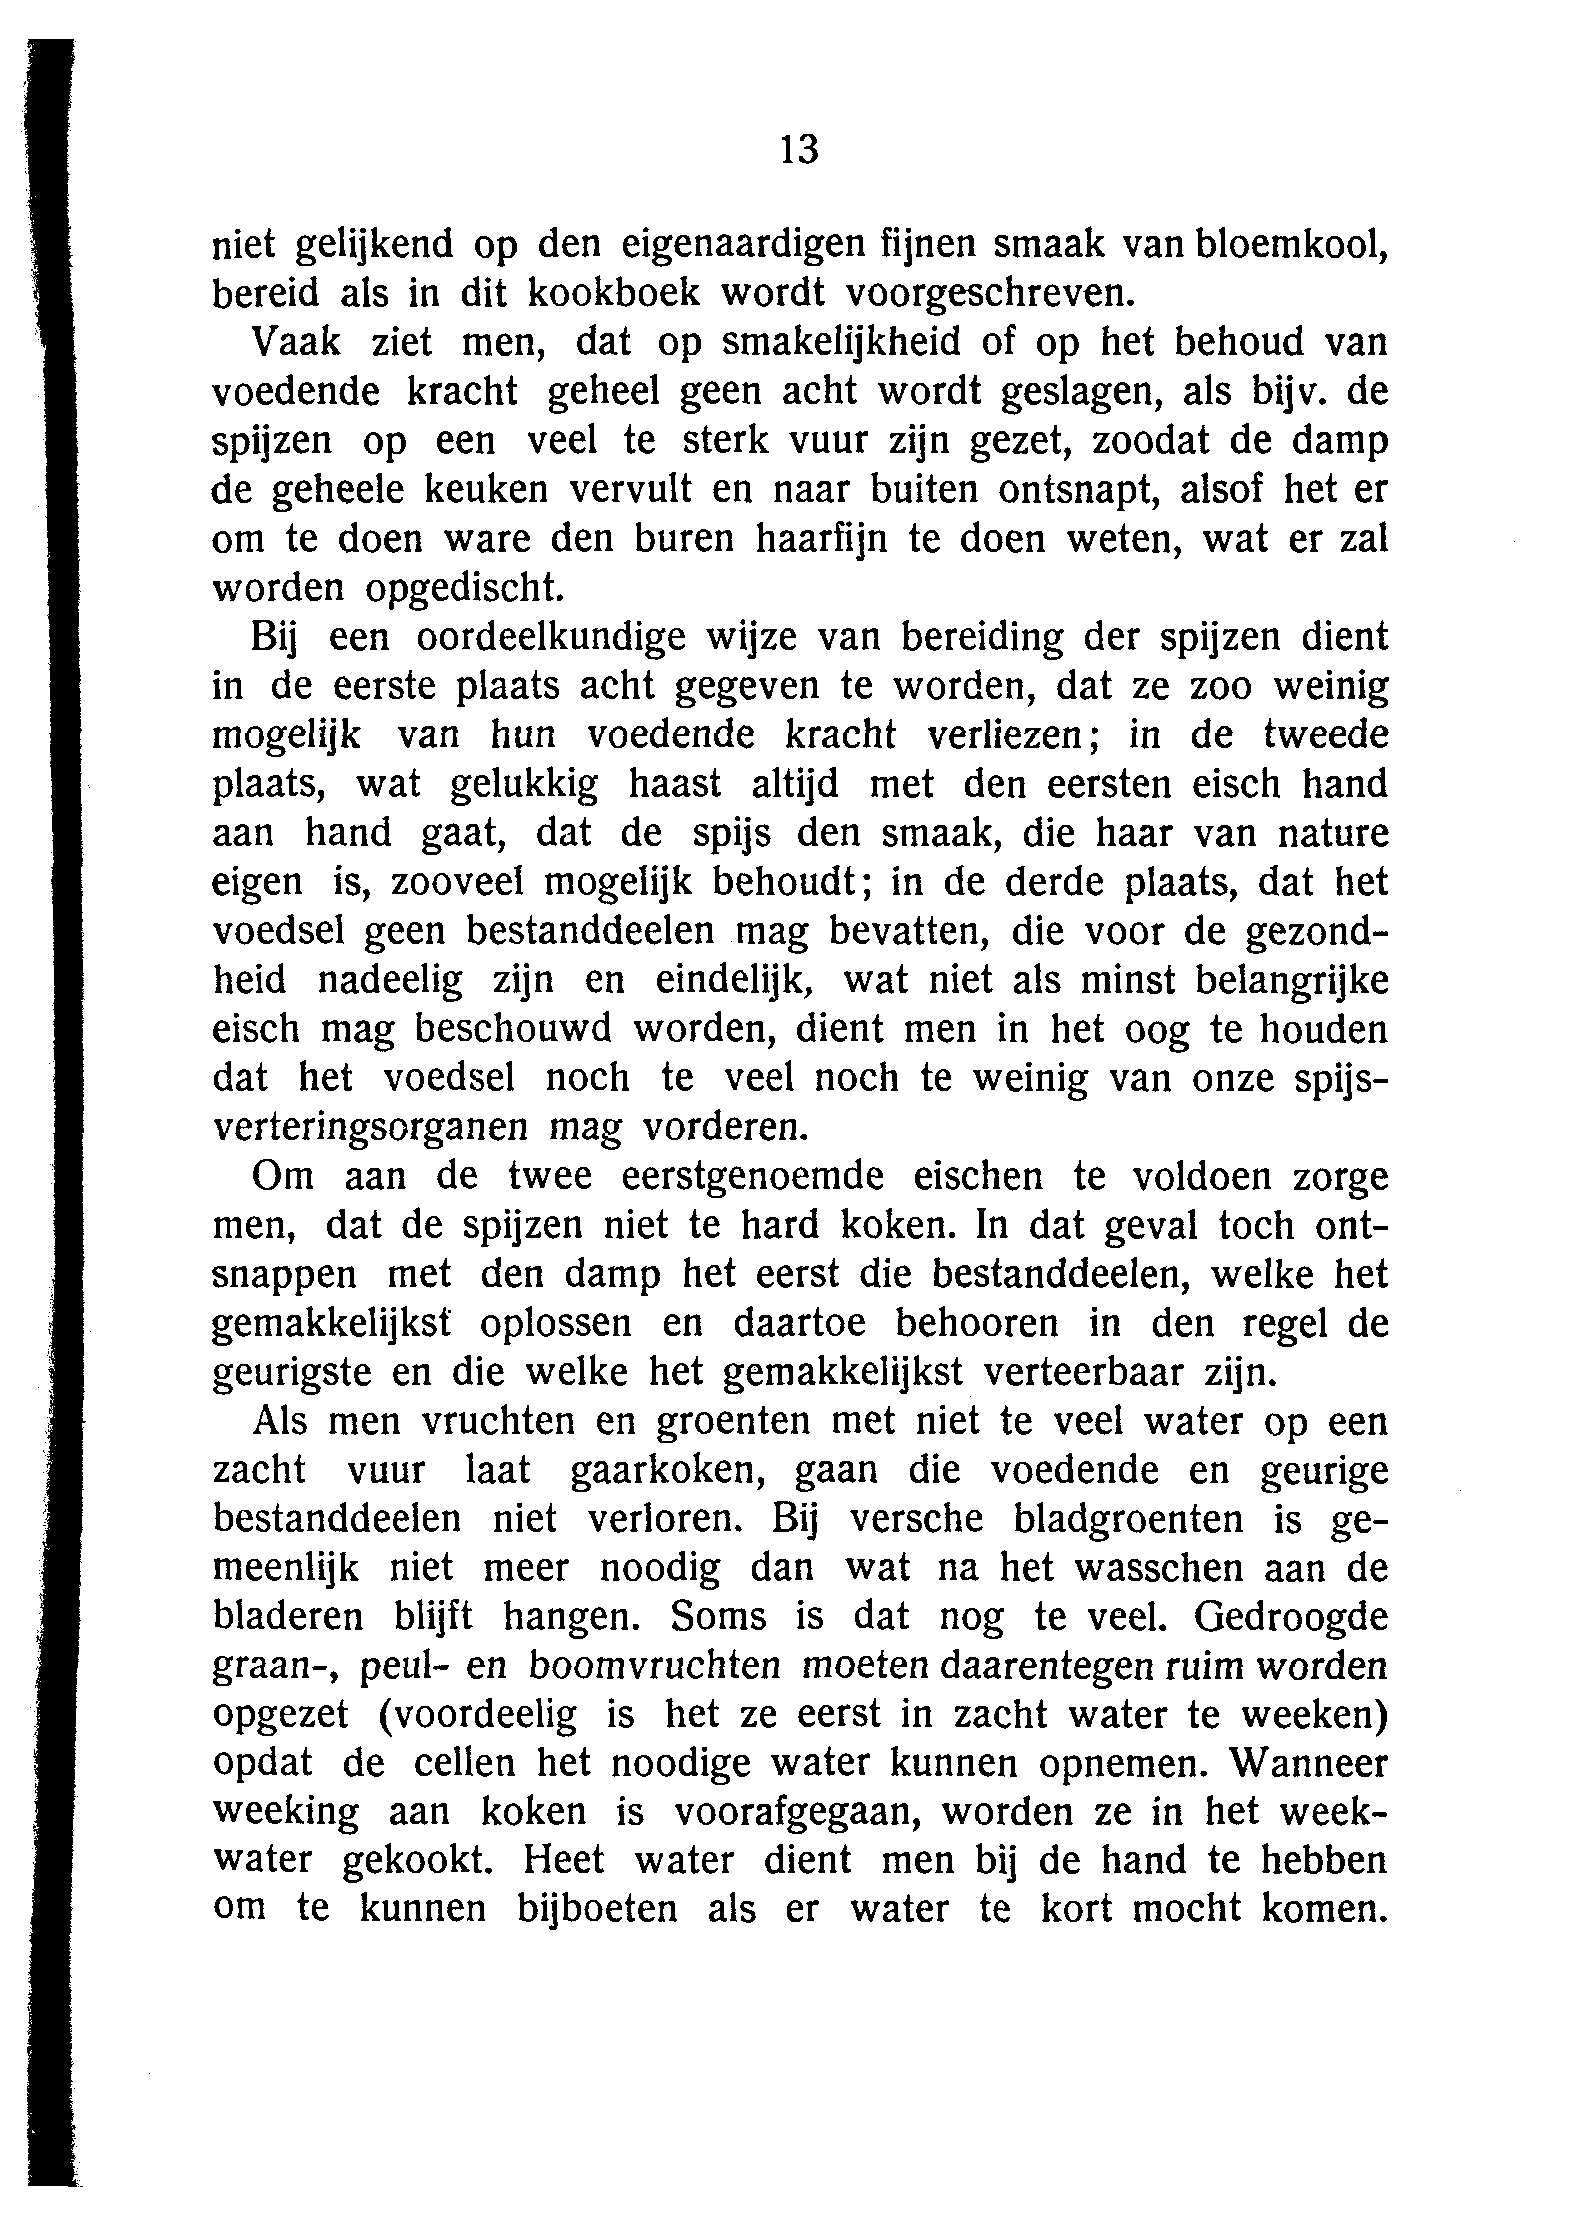 13
niet gelijkend op den eigenaardigen fijnen smaak van bloemkool,
bereid als in dit kookboek wordt voorgeschreven.
Vaak ziet men, dat op smakelijkheid of op het behoud van
voedende kracht geheel geen acht wordt geslagen, als bijv. de
spijzen op een veel te sterk vuur zijn gezet, zoodat de damp
de geheele keuken vervult en naar buiten ontsnapt, alsof het er
om te doen ware den buren haarfijn te doen weten, wat er zal
worden opgedischt.
Bij een oordeelkundige wijze van bereiding der spijzen dient
in de eerste plaats acht gegeven te worden, dat ze zoo weinig
mogelijk van hun voedende kracht verliezen; in de tweede
plaats, wat gelukkig haast altijd met den eersten eisch hand
aan hand gaat, dat de spijs den smaak, die haar van nature
eigen is, zooveel mogelijk behoudt; in de derde plaats, dat het
voedsel geen bestanddeelen mag bevatten, die voor de gezond-
heid nadeelig zijn en eindelijk, wat niet als minst belangrijke
eisch mag beschouwd worden, dient men in het oog te houden
dat het voedsel noch te veel noch te weinig van onze spijs-
verteringsorganen mag vorderen.
Om aan de twee eerstgenoemde eischen te voldoen zorge
men, dat de spijzen niet te hard koken. In dat geval toch ont-
snappen met den damp het eerst die bestanddeelen, welke het
gemakkelijkst oplossen en daartoe behooren in den regel de
geurigste en die welke het gemakkelijkst verteerbaar zijn.
Als men vruchten en groenten met niet te veel water op een
zacht vuur laat gaarkoken, gaan die voedende en geurige
bestanddeelen niet verloren. Bij versche bladgroenten is ge-
meenlijk niet meer noodig dan wat na het wasschen aan de
bladeren blijft hangen. Soms is dat nog te veel. Gedroogde
graan-, peul- en boomvruchten moeten daarentegen ruim worden
opgezet (voordeelig is het ze eerst in zacht water te weeken)
opdat de cellen het noodige water kunnen opnemen. Wanneer
weeking aan koken is voorafgegaan, worden ze in het week-
water gekookt. Heet water dient men bij de hand te hebben
om te kunnen bijboeten als er water te kort mocht komen.